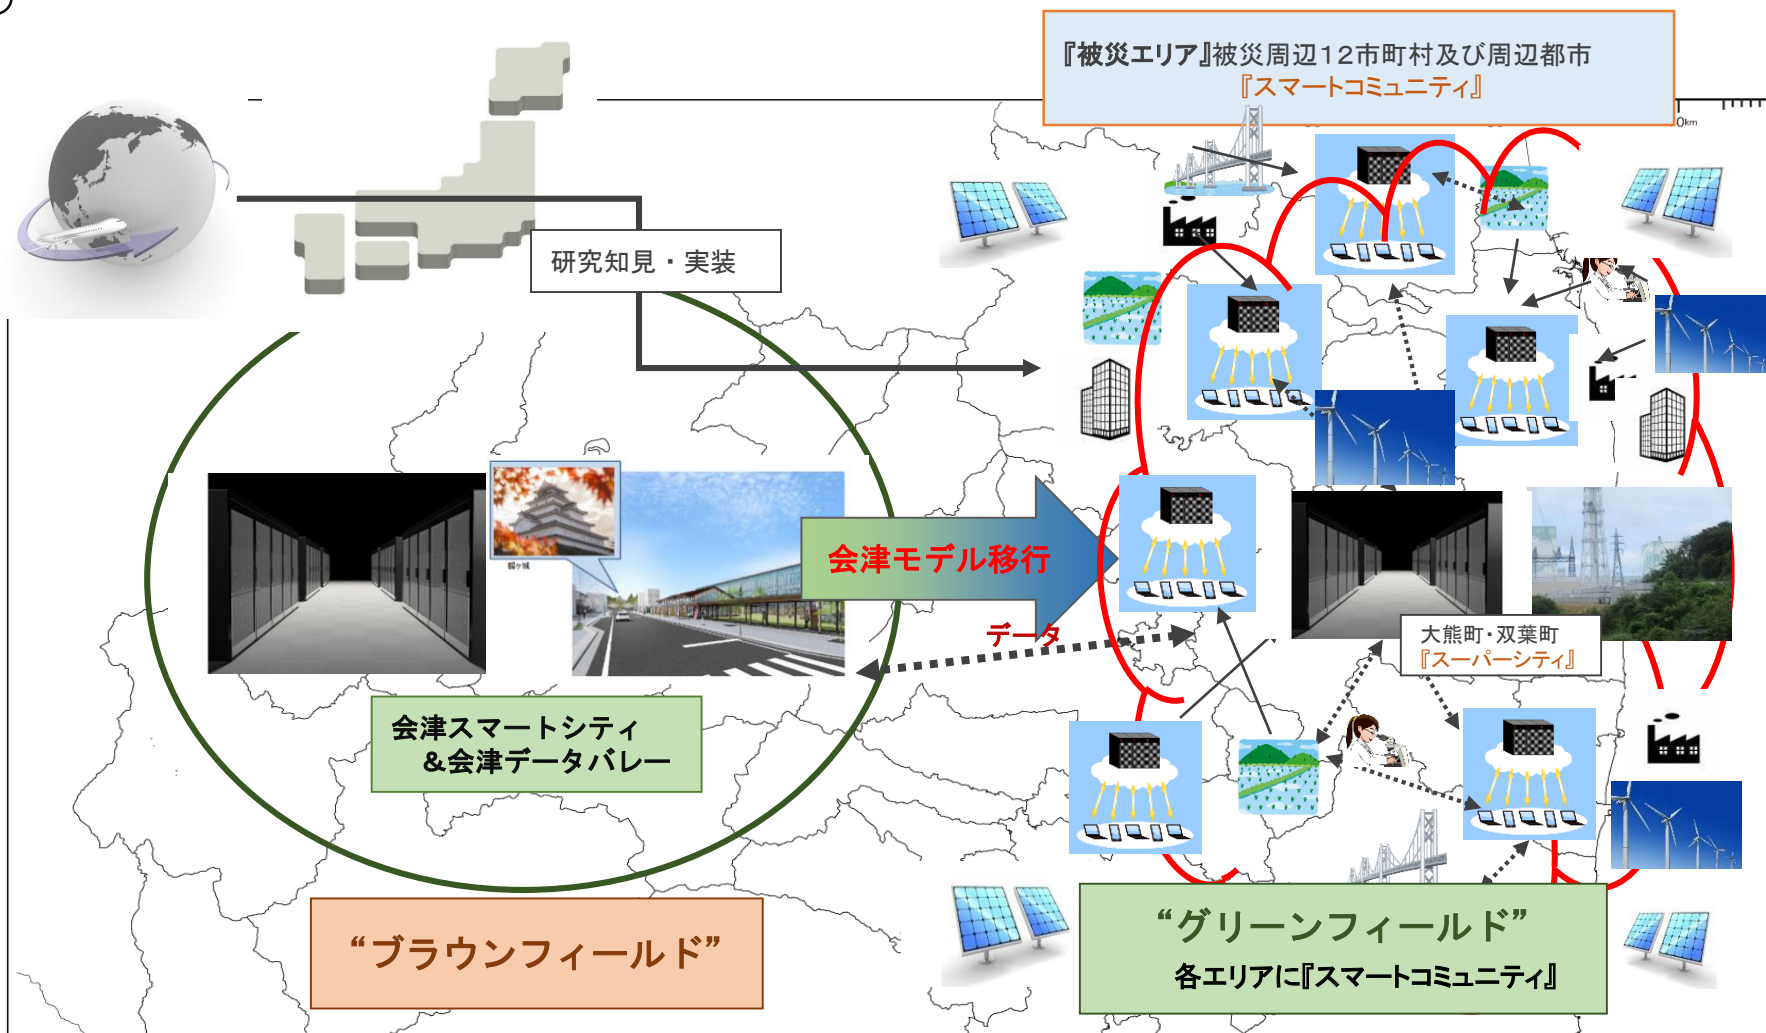 『被災エリア』被災周辺12市町村及び周辺都市
『スマートコミュニティ』
km
研究知見・実装
鶴ヶ城
会津モデル移行
データ
大熊町・双葉町
『スーパーシティ』
会津スマートシティ
&会津データバレー
“ブラウンフィールド”
“グリーンフィールド”
各エリアに『スマートコミュニティ』